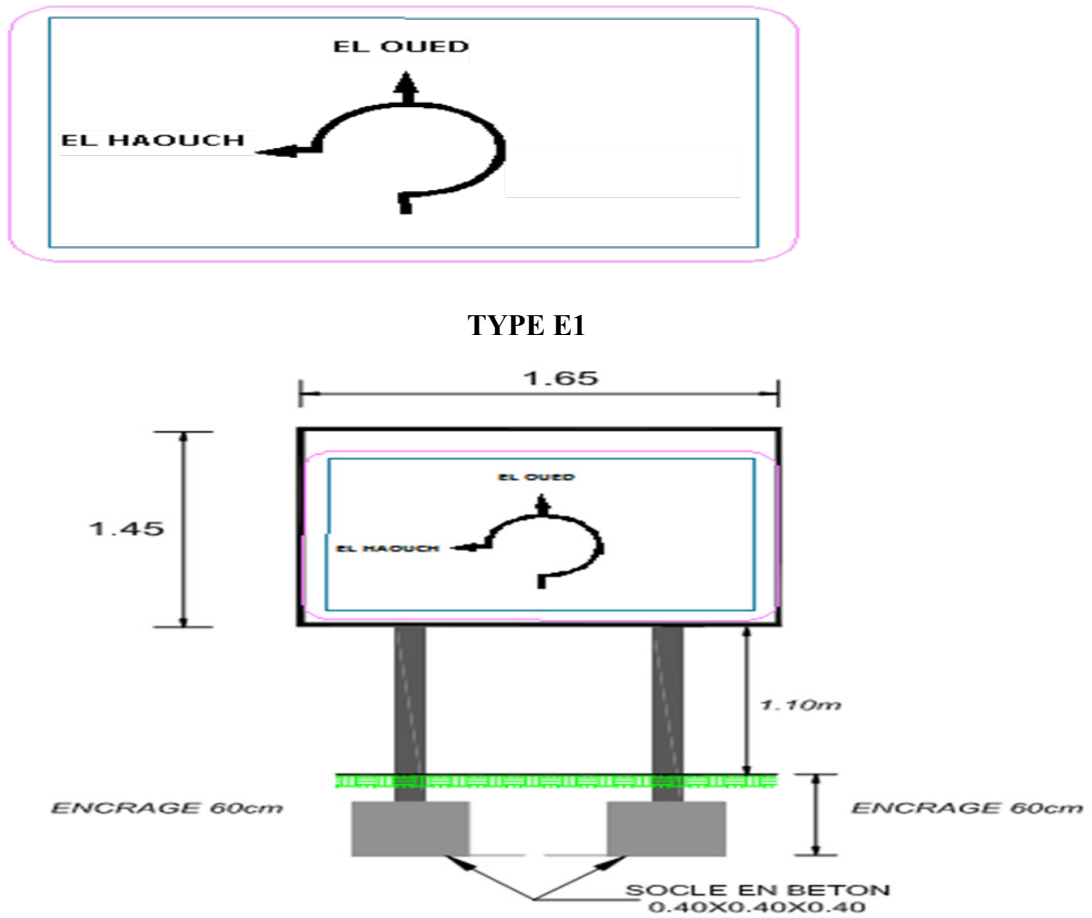 EL OUED
EL HAOUCH
TYPE E1
1.65
EL OUED
1.45
EL HAOUCH
1.10m
ENCRAGE 60cm
ENCRAGE 60cm
SOCLE EN BETON
0.40X0.40X0.40